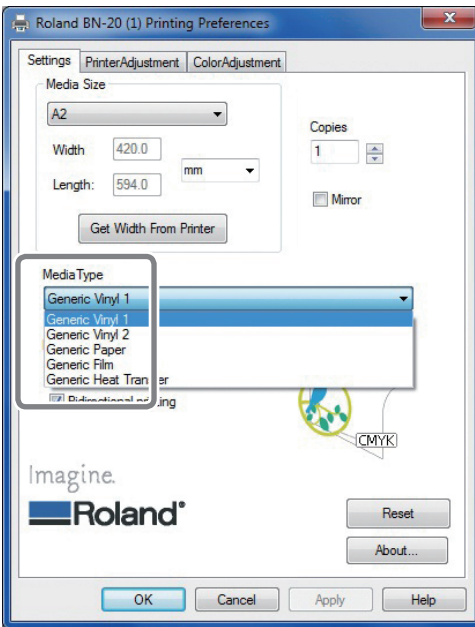 Roland BN-20 (1) Printing Preferences
Settings PrinterAdjustment ColorAdjustment
Media Size
A2
Copies
Width 420.0
1
mm
Length: 594.0
Mirror
Get Width From Printer
MediaType
Generic Vinyl 1
Generic Vinyl 1
Generic Vinyl 2
Generic Paper
Generic Film
Generic Heat Transfer
Bidirectional printing
CMYK
Imagine.
Roland®
Reset
About...
OK Cancel Apply Help